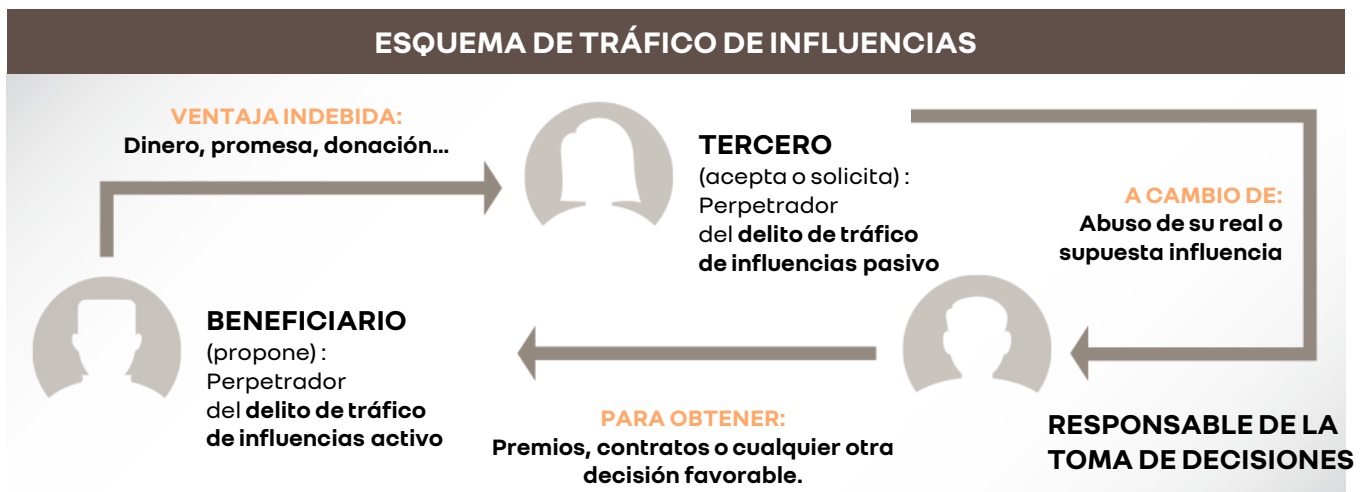 ESQUEMA DE TRÁFICO DE INFLUENCIAS
VENTAJA INDEBIDA:
Dinero, promesa, donación...
TERCERO
(acepta o solicita) :
Perpetrador
del delito de tráfico
de influencias pasivo
A CAMBIO DE:
Abuso de su real o
supuesta influencia
BENEFICIARIO
(propone) :
Perpetrador
del delito de tráfico
de influencias activo
PARA OBTENER:
Premios, contratos o cualquier otra
decisión favorable.
RESPONSABLE DE LA
TOMA DE DECISIONES